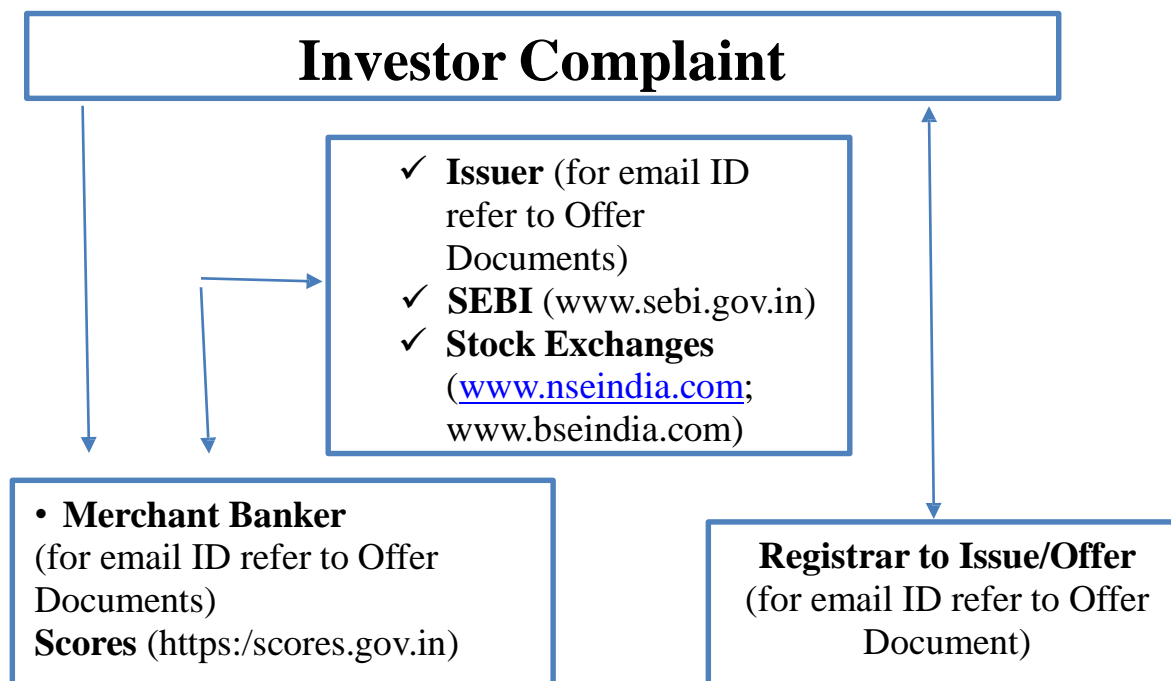 Investor Complaint
✓ Issuer (for email ID
refer to Offer
Documents)
✓ SEBI (www.sebi.gov.in)
✓ Stock Exchanges
(www.nseindia.com;
www.bseindia.com)
• Merchant Banker
(for email ID refer to Offer
Documents)
Scores (https:/scores.gov.in)
Registrar to Issue/Offer
(for email ID refer to Offer
Document)